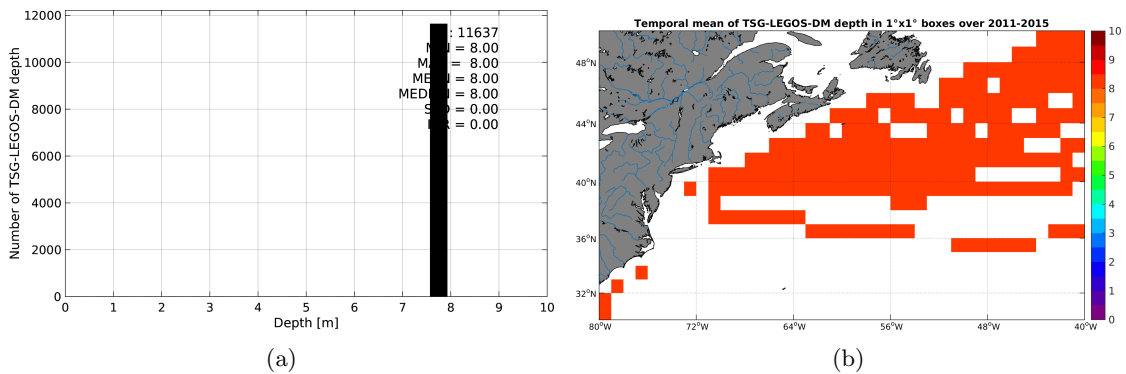 12000
10000
8000
6000
4000
2000
0
Number of TSG-LEGOS-DM depth
: 11637
= 8.00
= 8.00
= 8.00
= 8.00
= 0.00
= 0.00
0 1 2 3 4 5 6 7 8 9 10
Depth [m]
(a)
Temporal mean of TSG-LEGOS-DM depth in 1°x1° boxes over 2011-2015
48°N
44°N
40°N
36°N
32°N
80°W 72°W 64°W 56°W 48°W 40°W
10
9
8
7
6
5
4
3
2
1
0
(b)